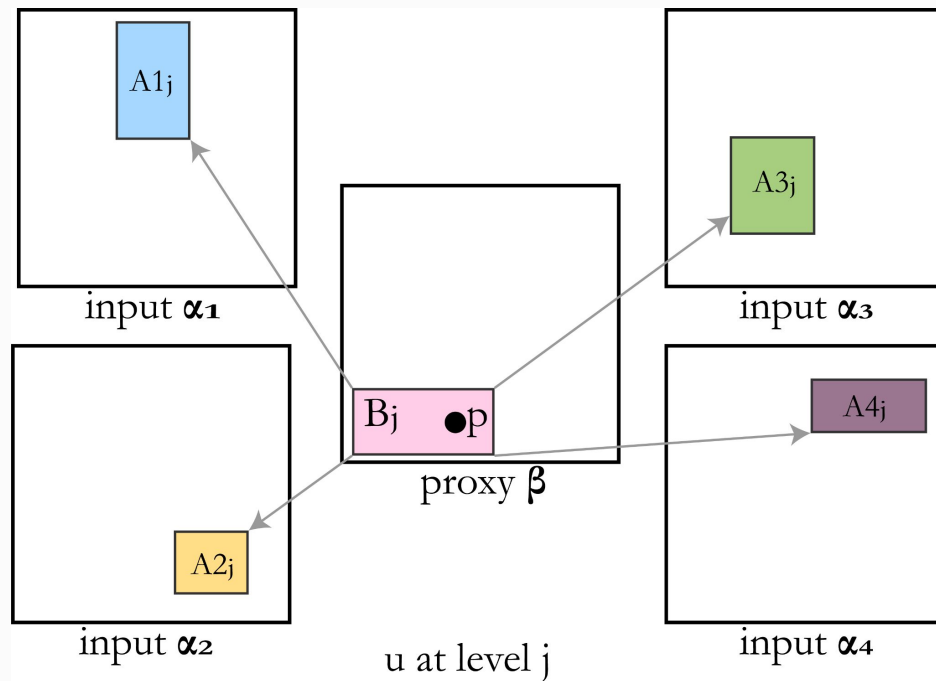 A1j
input α1
A3j
input α3
Bj
p
proxy β
A2j
input α2
A4j
input α4
u at level j